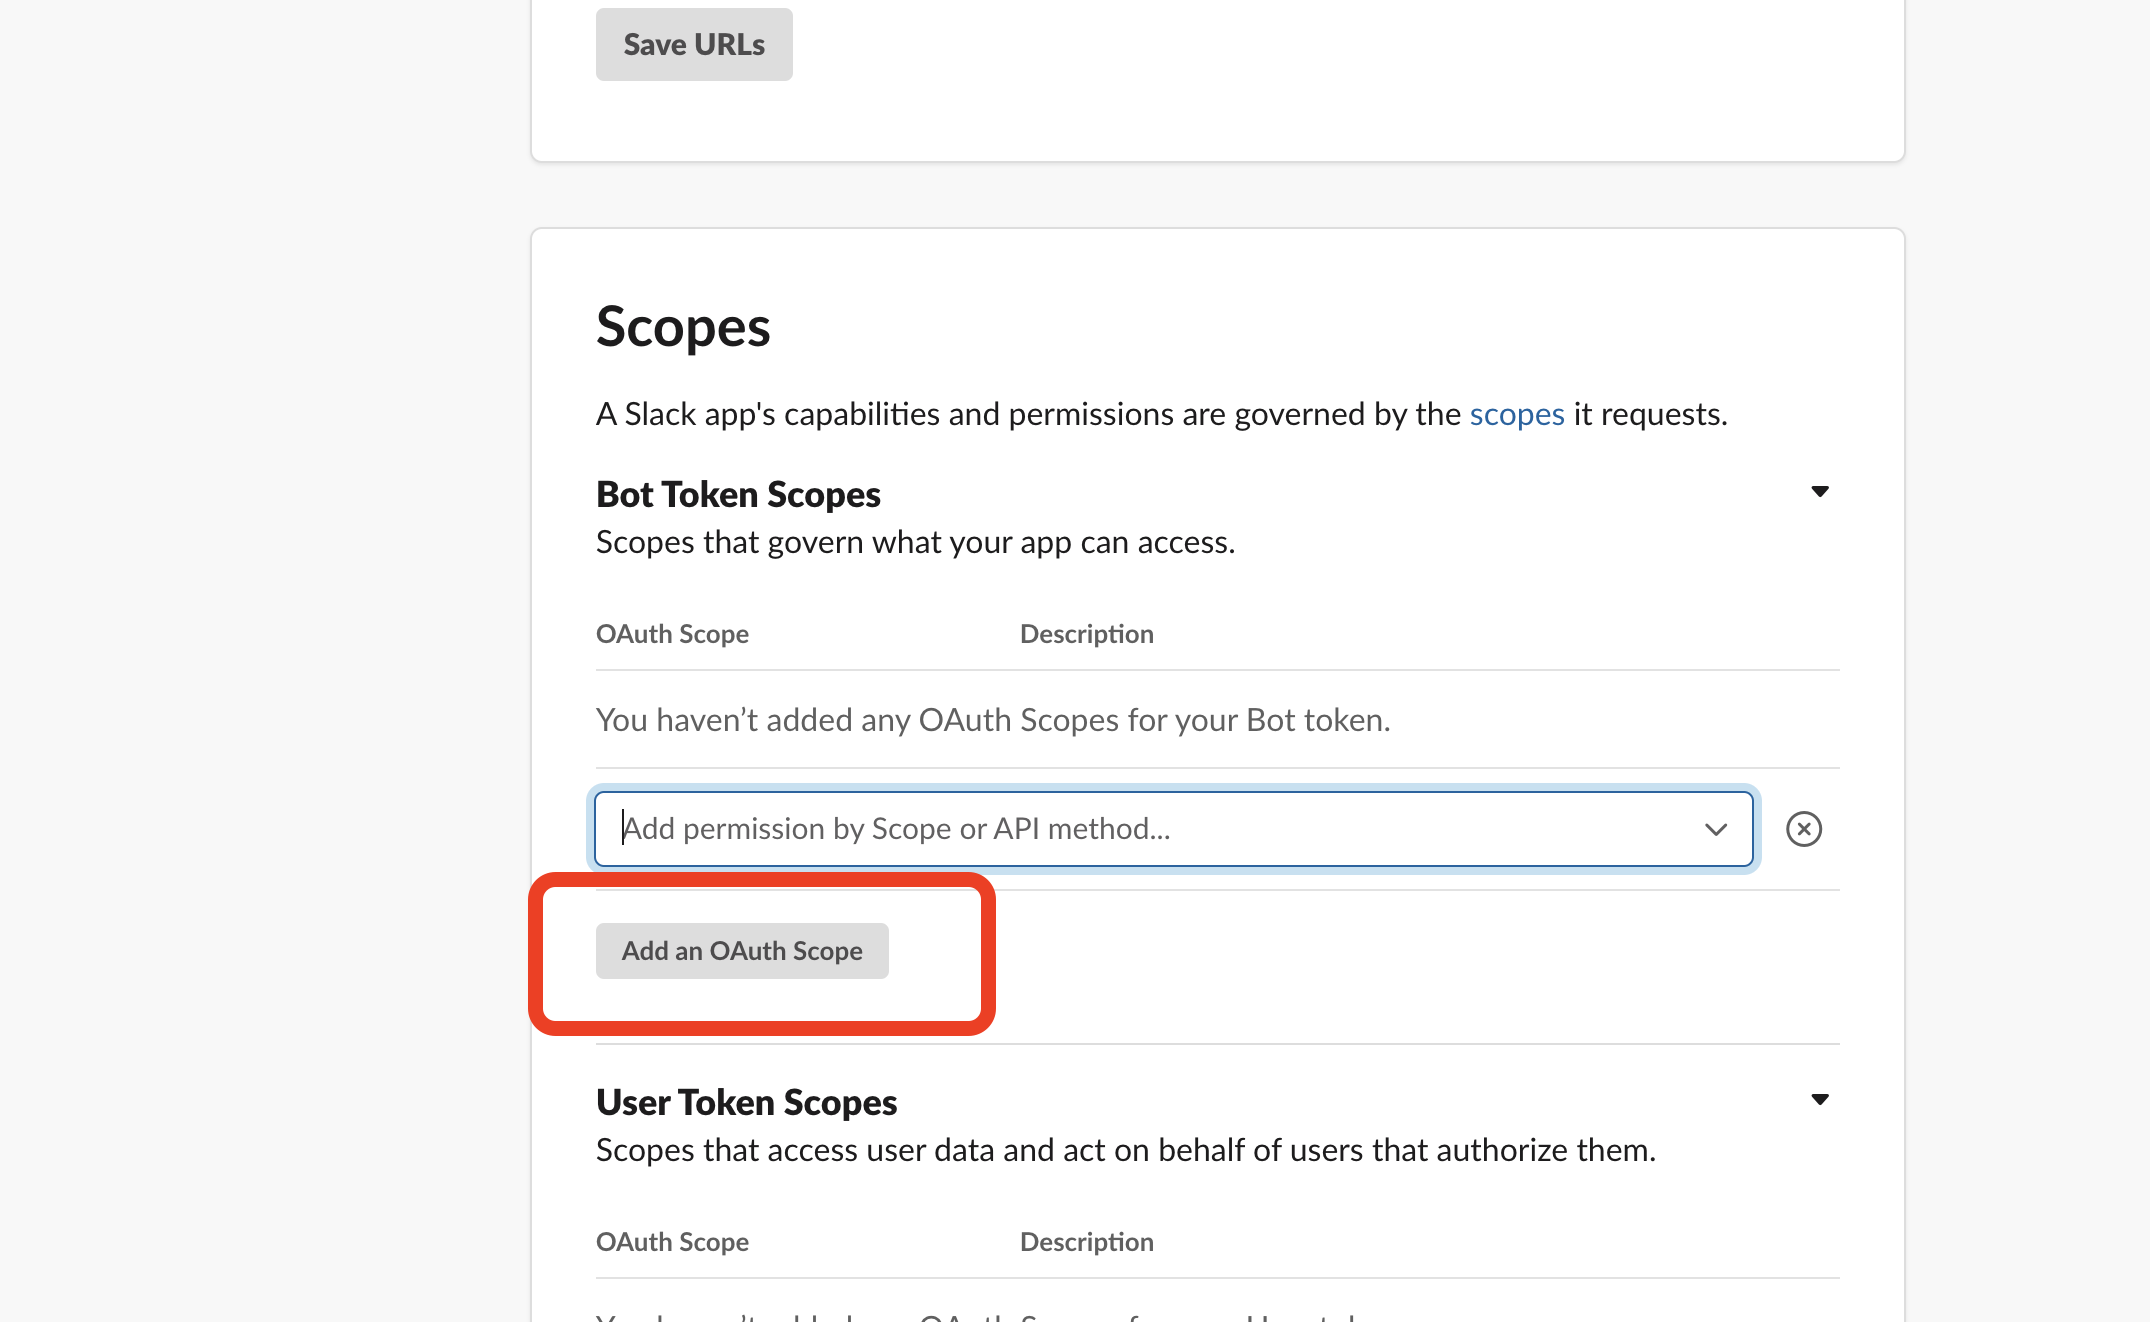 Save URLs
Scopes
A Slack app's capabilities and permissions are governed by the scopes it requests.
Bot Token Scopes
Scopes that govern what your app can access.
OAuth Scope Description
You haven’t added any OAuth Scopes for your Bot token.
Add permission by Scope or API method...
Add an OAuth Scope
User Token Scopes
Scopes that access user data and act on behalf of users that authorize them.
OAuth Scope Description